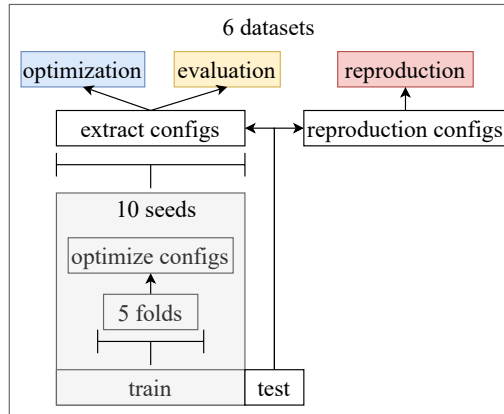 6 datasets
optimization
evaluation
reproduction
extract configs
reproduction configs
10 seeds
optimize configs
5 folds
train
test